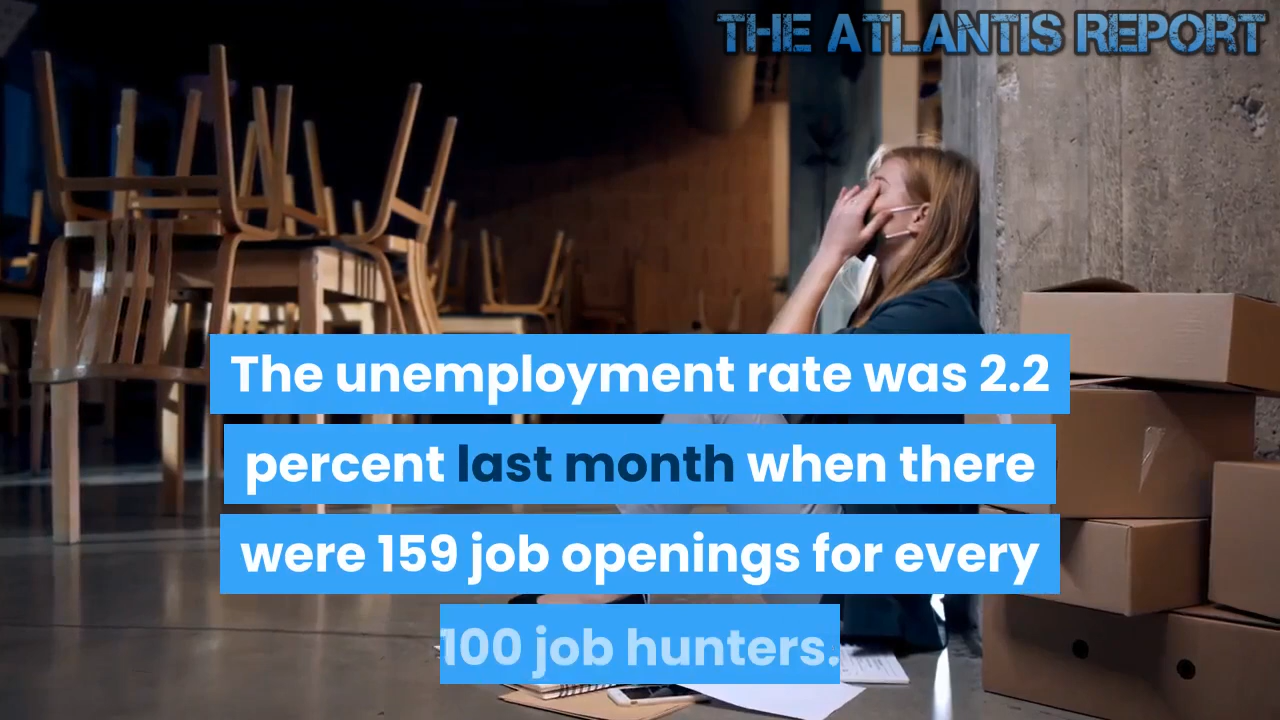 THE ATLANTIS REPORT
The unemployment rate was 2.2
percent last month when there
were 159 job openings for every
100 job hunters.